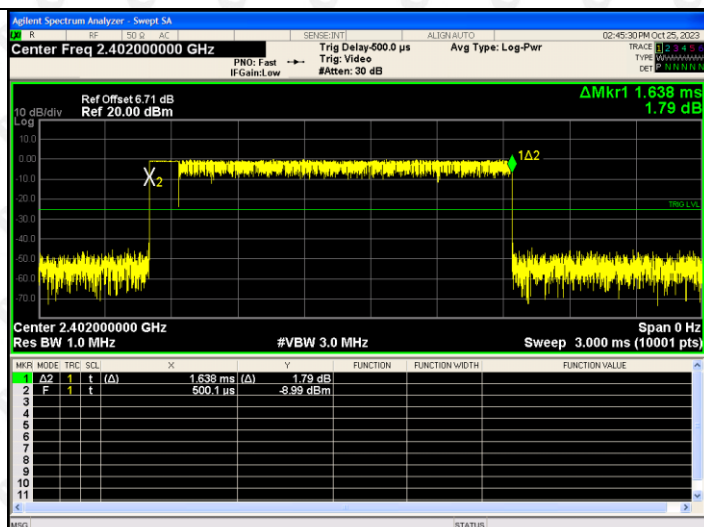 Agilent Spectrum Analyzer - Swept SA
R RF 50 Ω AC SENSE:INT ALIGN AUTO 02:45:30 PM Oct 25, 2023
Center Freq 2.402000000 GHz Trig Delay-500.0 µs Avg Type: Log-Pwr TRACE 1 2 3 4 5 6
PNO: Fast Trig: Video TYPE W
IFGain:Low #Atten: 30 dB DET P N N N N N
ΔMkr1 1.638 ms
Ref Offset 6.71 dB
10 dB/div Ref 20.00 dBm 1.79 dB
Log
10.0
0.00
1Δ2
-10.0
X2
-20.0
TRIG LVL
-30.0
-40.0
-50.0
-60.0
-70.0
Center 2.402000000 GHz Span 0 Hz
Res BW 1.0 MHz #VBW 3.0 MHz Sweep 3.000 ms (10001 pts)
MKR MODE TRC SCL X Y FUNCTION FUNCTION WIDTH FUNCTION VALUE
1 Δ2 1 t (Δ) 1.638 ms (Δ) 1.79 dB
2 F 1 t 500.1 µs -8.99 dBm
3
4
5
6
7
8
9
10
11
MSG STATUS